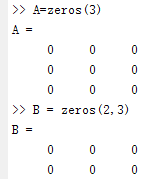 >> A=zeros(3)
A =
0 0 0
0 0 0
0 0 0
>> B = zeros(2,3)
B =
0 0 0
0 0 0